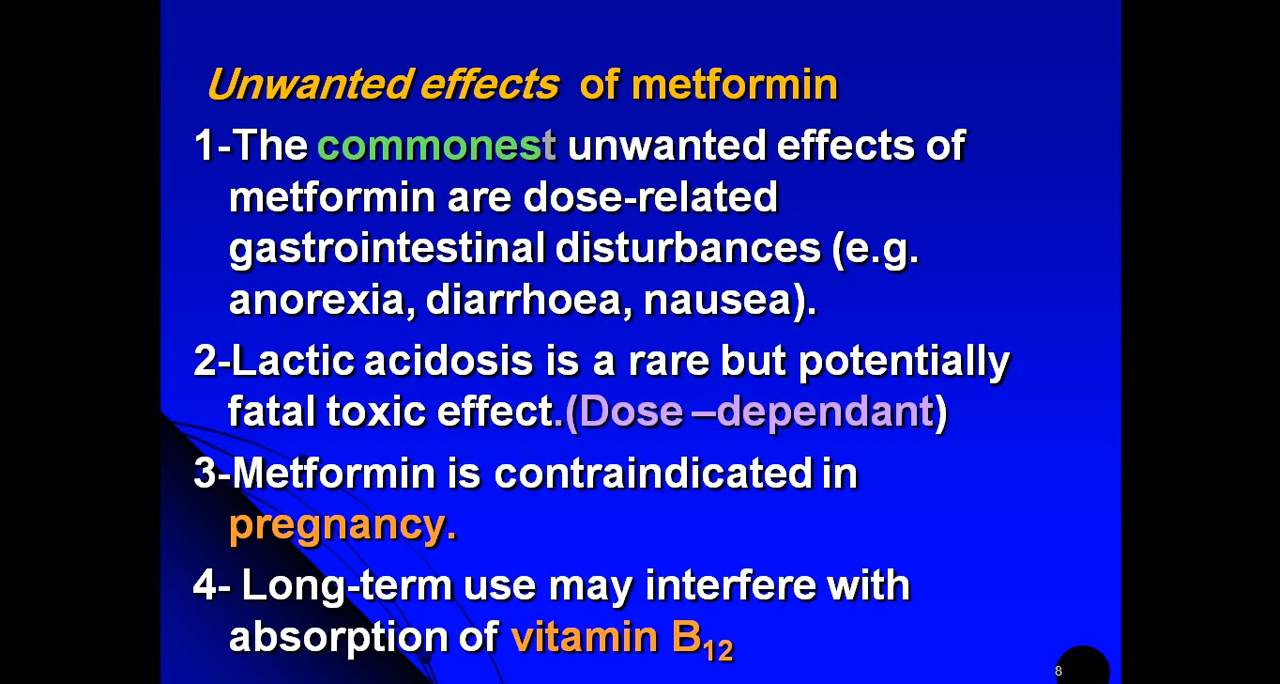 Unwanted effects of metformin
1-The commonest unwanted effects of
metformin are dose-related
gastrointestinal disturbances (e.g.
anorexia, diarrhoea, nausea).
2-Lactic acidosis is a rare but potentially
fatal toxic effect.(Dose –dependant)
3-Metformin is contraindicated in
pregnancy.
4- Long-term use may interfere with
absorption of vitamin B12
8